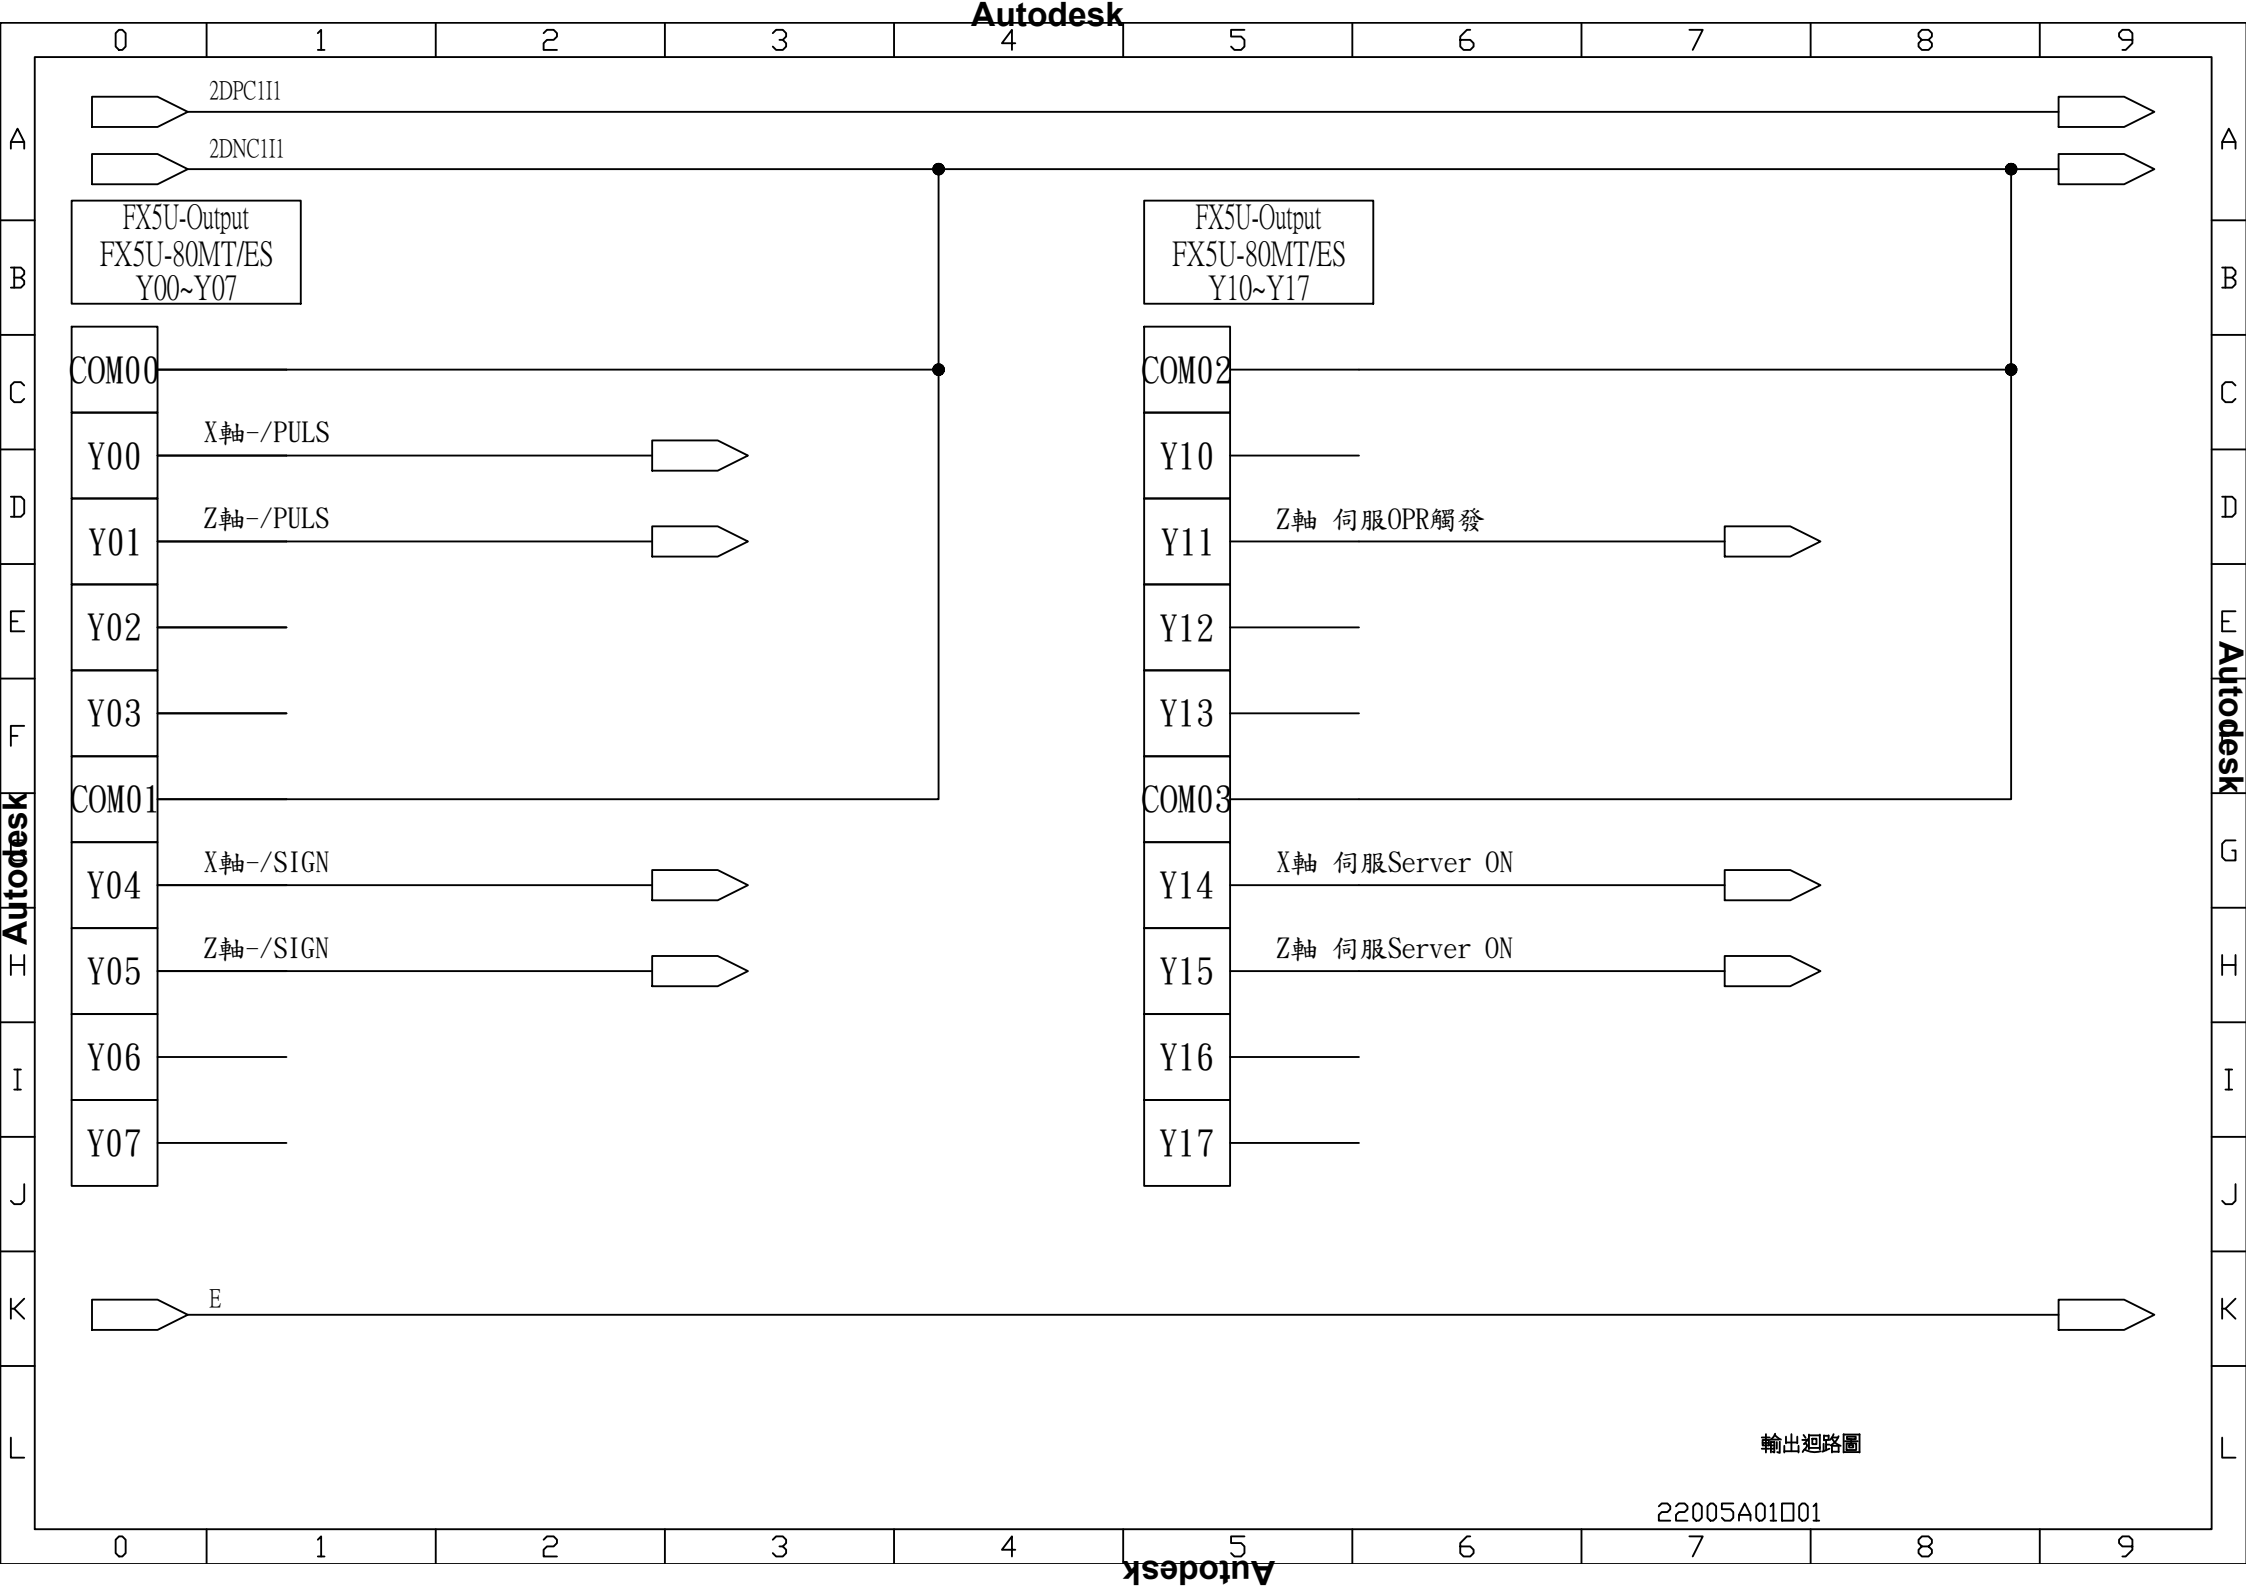 Autodesk
0 1 2 3 4 5 6 7 8 9
2DPC1I1
A A
2DNC1I1
FX5U-Output
FX5U-80MT/ES
Y00~Y07
FX5U-Output
FX5U-80MT/ES
Y10~Y17
B B
COM00
COM02
C C
X軸-/PULS
Y00
Y10
D D
Z軸-/PULS
Y01
Z軸 伺服OPR觸發
Y11
E E
Y02
Y12
Autodesk
Y03
Y13
F
COM01
COM03
Autodesk
G
X軸-/SIGN
Y04
X軸 伺服Server ON
Y14
Z軸-/SIGN
Y05
Z軸 伺服Server ON
Y15
H H
Y06
Y16
I I
Y07
Y17
J J
E
K K
輸出迴路圖
L L
22005A01□01
0 1 2 3 4 5 6 7 8 9
Autodesk